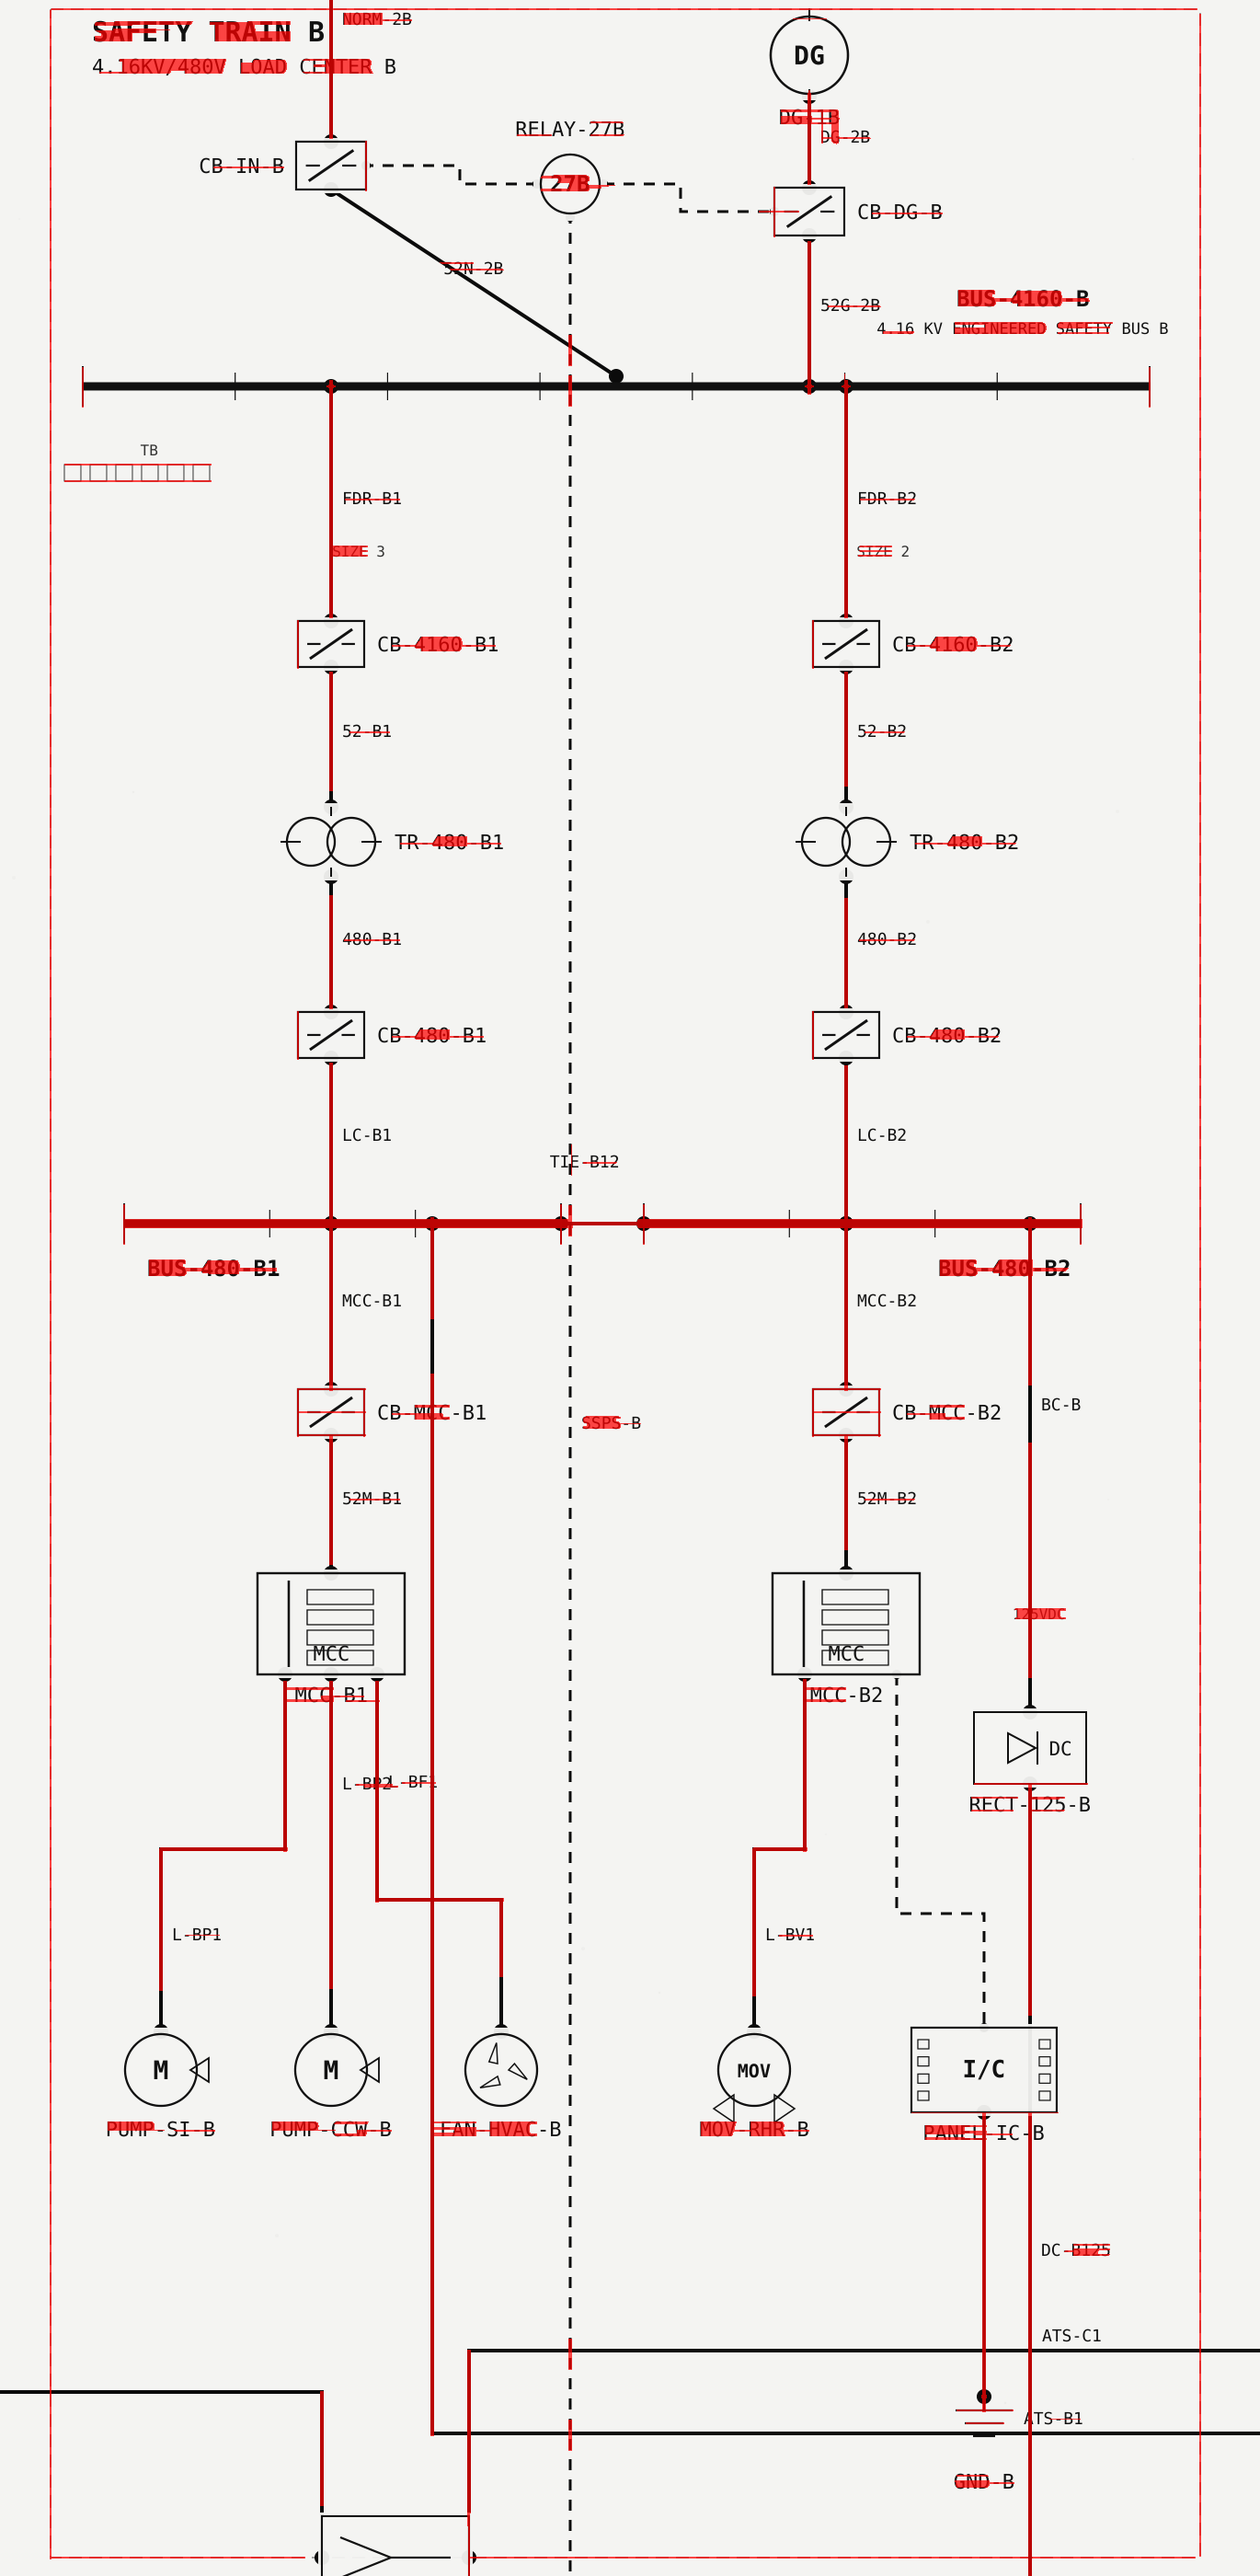 SAFETY TRAIN B
4.16KV/480V LOAD CENTER B
NORM-2B
DG
DG-1B
DG-2B
RELAY-27B
CB-IN-B
27B
CB-DG-B
52N-2B
52G-2B
BUS-4160-B
4.16 KV ENGINEERED SAFETY BUS B
TB
FDR-B1
FDR-B2
SIZE 3
SIZE 2
CB-4160-B1
CB-4160-B2
52-B1
52-B2
TR-480-B1
TR-480-B2
480-B1
480-B2
CB-480-B1
CB-480-B2
LC-B1
LC-B2
TIE-B12
BUS-480-B1
BUS-480-B2
MCC-B1
MCC-B2
BC-B
CB-MCC-B1
CB-MCC-B2
SSPS-B
52M-B1
52M-B2
125VDC
MCC
MCC
MCC-B1
MCC-B2
DC
RECT-125-B
L-BP2
L-BF1
L-BP1
L-BV1
M
M
MOV
I/C
PUMP-SI-B
PUMP-CCW-B
FAN-HVAC-B
MOV-RHR-B
PANEL-IC-B
DC-B125
ATS-C1
ATS-B1
GND-B